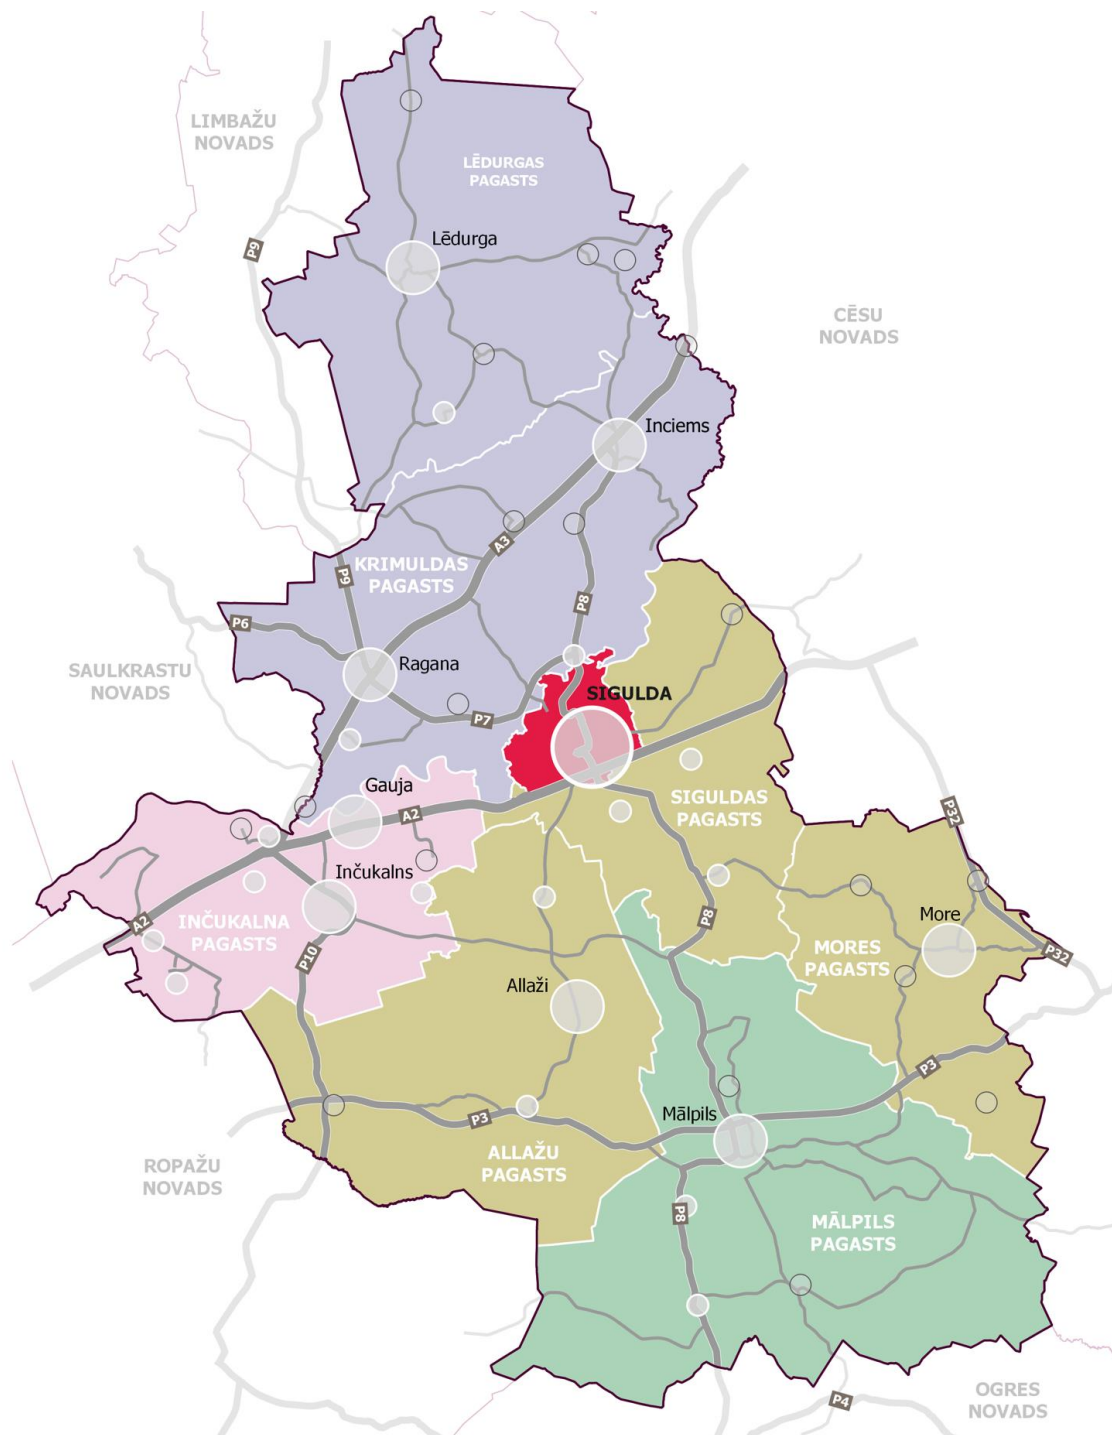 LIMBAŽU
NOVADS
LĒDURGAS
PAGASTS
Lēdurga
P9
CĒSU
NOVADS
Inciems
A3
KRIMULDAS
PAGASTS
P9
P8
P6
SAULKRASTU
NOVADS
Ragana
SIGULDA
P7
Gauja
A2
SIGULDAS
PAGASTS
P32
Inčukalns
INČUKALNA
PAGASTS
A2
P8
More
MORES
PAGASTS
P32
P10
Allaži
P3
Mālpils
P3
ALLAŽU
PAGASTS
ROPAŽU
NOVADS
P8
MĀLPILS
PAGASTS
OGRES
NOVADS
P4